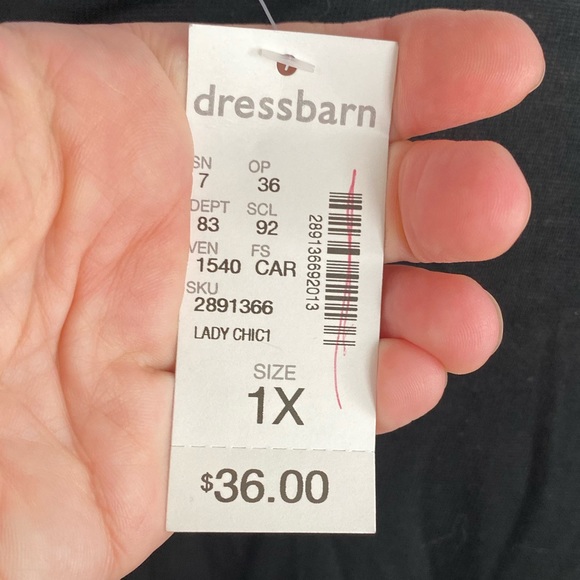 dressbarn
SN OP
7 36
DEPT SCL
83 92
VEN FS
1540 CAR
SKU
2891366
LADY CHIC1
289136692013
SIZE
1X
$36.00